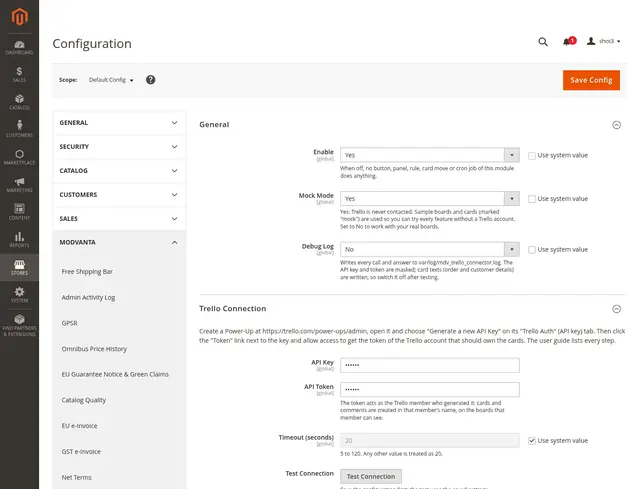 Configuration
1
shot3
DASHBOARD
SALES
CATALOG
CUSTOMERS
MARKETPLACE
MARKETING
CONTENT
REPORTS
STORES
SYSTEM
FIND PARTNERS
& EXTENSIONS
Scope:
Default Config
?
Save Config
GENERAL
SECURITY
CATALOG
CUSTOMERS
SALES
MODVANTA
Free Shipping Bar
Admin Activity Log
GPSR
Omnibus Price History
EU Guarantee Notice & Green Claims
Catalog Quality
EU e-Invoice
GST e-Invoice
Net Terms
General
Enable
[global]
Yes
Use system value
When off, no button, panel, rule, card move or cron job of this module
does anything.
Mock Mode
[global]
Yes
Use system value
Yes: Trello is never contacted. Sample boards and cards (marked
"mock") are used so you can try every feature without a Trello account.
Set to No to work with your real boards.
Debug Log
[global]
No
Use system value
Writes every call and answer to var/log/mdv_trello_connector.log. The
API key and token are masked; card texts (order and customer details)
are written, so switch it off after testing.
Trello Connection
Create a Power-Up at https://trello.com/power-ups/admin, open it and choose "Generate a new API Key" on its "Trello Auth" (API key) tab. Then click
the "Token" link next to the key and allow access to get the token of the Trello account that should own the cards. The user guide lists every step.
API Key
[global]
••••••
API Token
[global]
••••••
The token acts as the Trello member who generated it: cards and
comments are created in that member's name, on the boards that
member can see.
Timeout (seconds)
[global]
20
Use system value
5 to 120. Any other value is treated as 20.
Test Connection
[global]
Test Connection